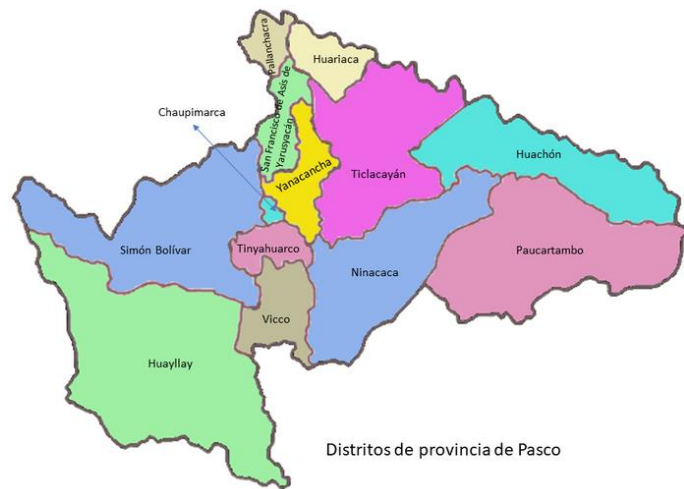 Pallanchacra
Huariaca
San Francisco de Asís de
Yarusyacán
Chaupimarca
Yanacancha
Ticlacayán
Huachón
Simón Bolívar
Tinyahuarco
Ninacaca
Paucartambo
Vicco
Huayllay
Distritos de provincia de Pasco